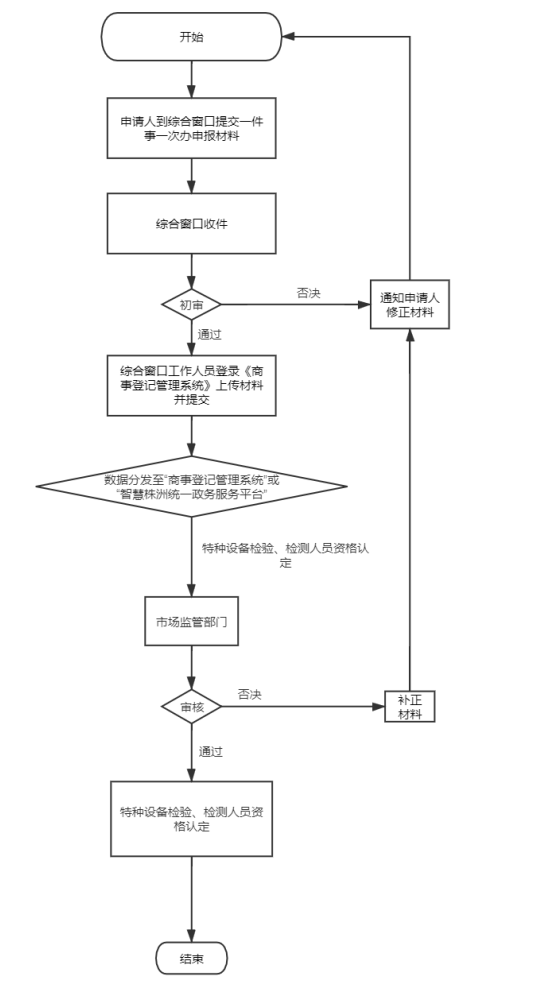 开始
申请人到综合窗口提交一件
事一次办申报材料
综合窗口收件
初审
否决
通知申请人
修正材料
通过
综合窗口工作人员登录《商
事登记管理系统》上传材料
并提交
数据分发至“商事登记管理系统”或
“智慧株洲统一政务服务平台”
特种设备检验、检测人员资格认
定
市场监管部门
审核
否决
补正
材料
通过
特种设备检验、检测人员资
格认定
结束